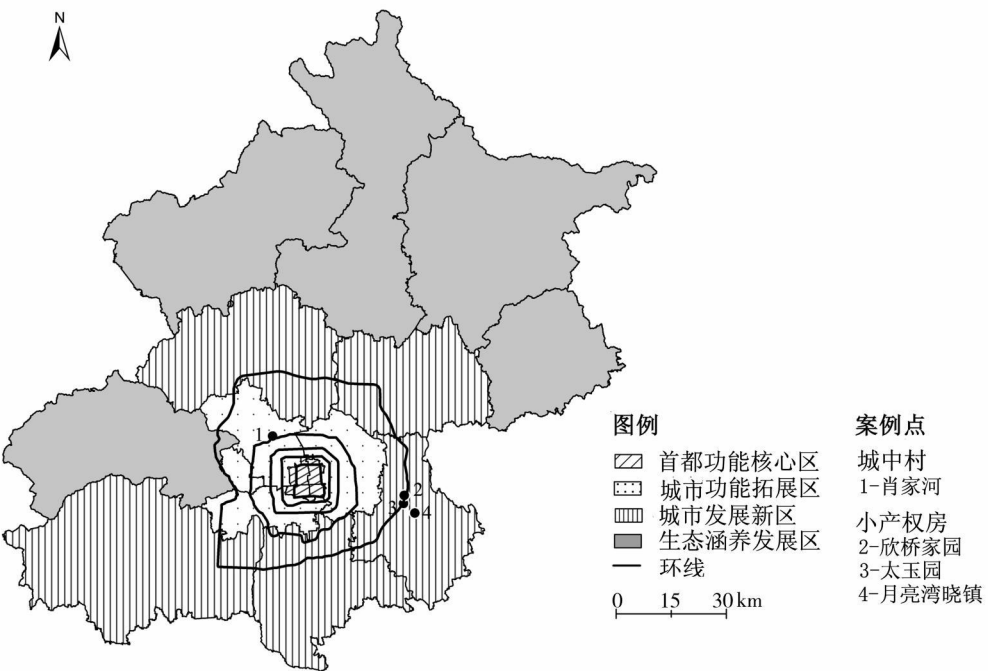 N
1
2
3
4
图例
首都功能核心区
城市功能拓展区
城市发展新区
生态涵养发展区
环线
0 15 30 km
案例点
城中村
1-肖家河
小产权房
2-欣桥家园
3-太玉园
4-月亮湾晓镇